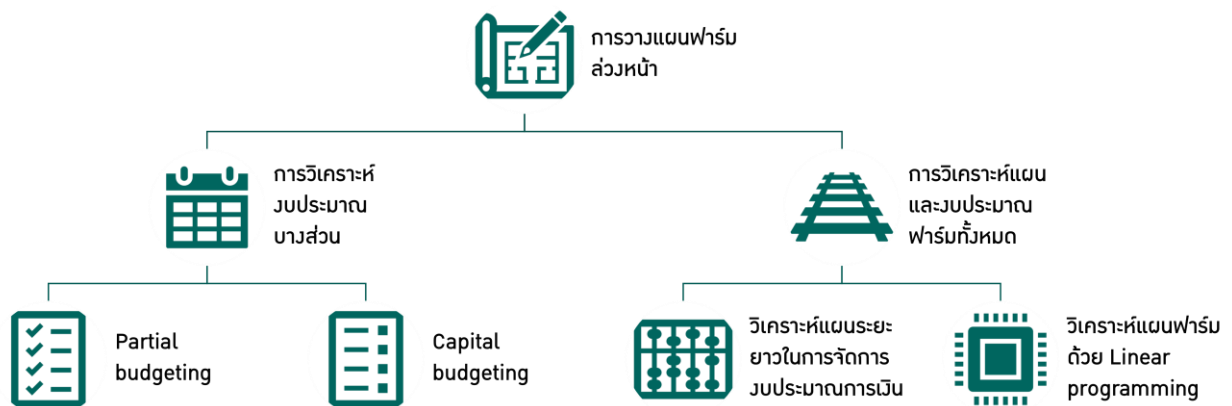 การวางแผนฟาร์ม
ล่วงหน้า
การวิเคราะห์
งบประมาณ
บางส่วน
การวิเคราะห์แผน
และงบประมาณ
ฟาร์มทั้งหมด
Partial
budgeting
Capital
budgeting
วิเคราะห์แผนระยะ
ยาวในการจัดการ
งบประมาณการเงิน
วิเคราะห์แผนฟาร์ม
ด้วย Linear
programming